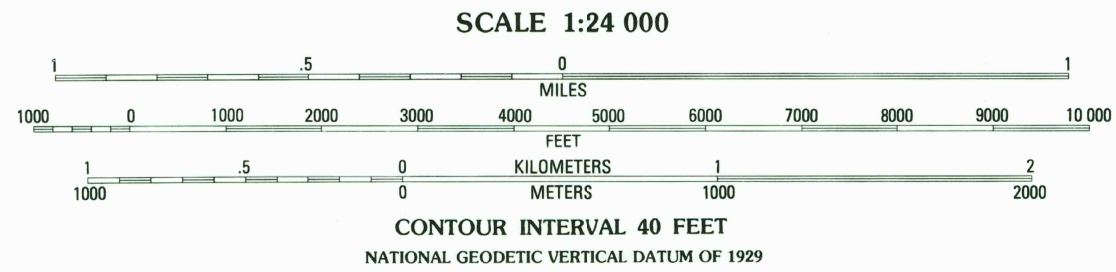 SCALE 1:24 000
1 .5 0 1
MILES
1000 0 1000 2000 3000 4000 5000 6000 7000 8000 9000 10 000
FEET
1 .5 0 KILOMETERS 1 2
1000 0 METERS 1000 2000
CONTOUR INTERVAL 40 FEET
NATIONAL GEODETIC VERTICAL DATUM OF 1929